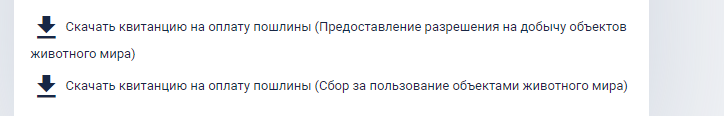 Скачать квитанцию на оплату пошлины (Предоставление разрешения на добычу объектов
животного мира)
Скачать квитанцию на оплату пошлины (Сбор за пользование объектами животного мира)